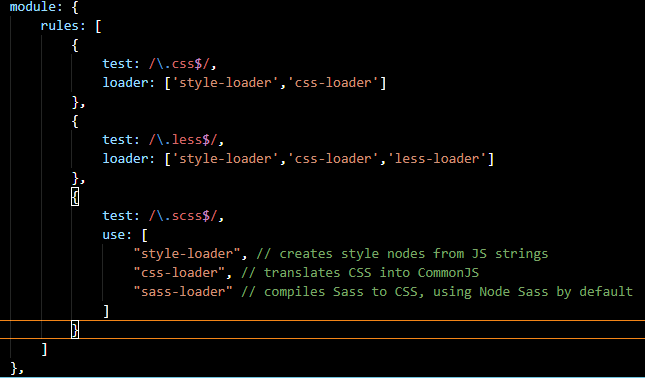 module: {
    rules: [
        {
            test: /\.css$/,
            loader: ['style-loader','css-loader']
        },
        {
            test: /\.less$/,
            loader: ['style-loader','css-loader','less-loader']
        },
        {
            test: /\.scss$/,
            use: [
                "style-loader", // creates style nodes from JS strings
                "css-loader", // translates CSS into CommonJS
                "sass-loader" // compiles Sass to CSS, using Node Sass by default
            ]
        }
    ]
},